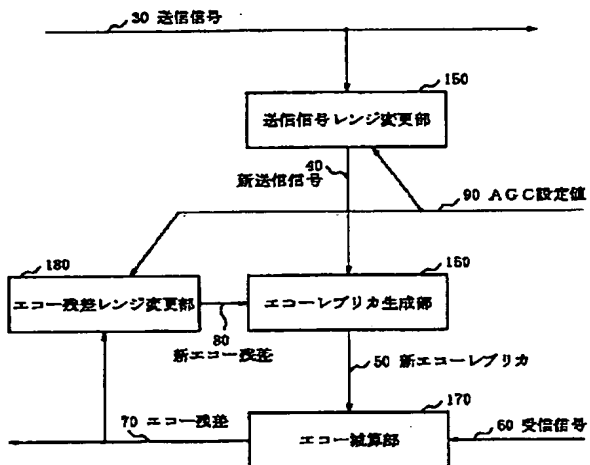 30 送信信号
150
送信信号レンジ変更部
40
新送信信号
90 AGC設定値
180
エコー残差レンジ変更部
160
エコーレプリカ生成部
80
新エコー残差
50 新エコーレプリカ
170
70 エコー残差
エコー減算部
60 受信信号